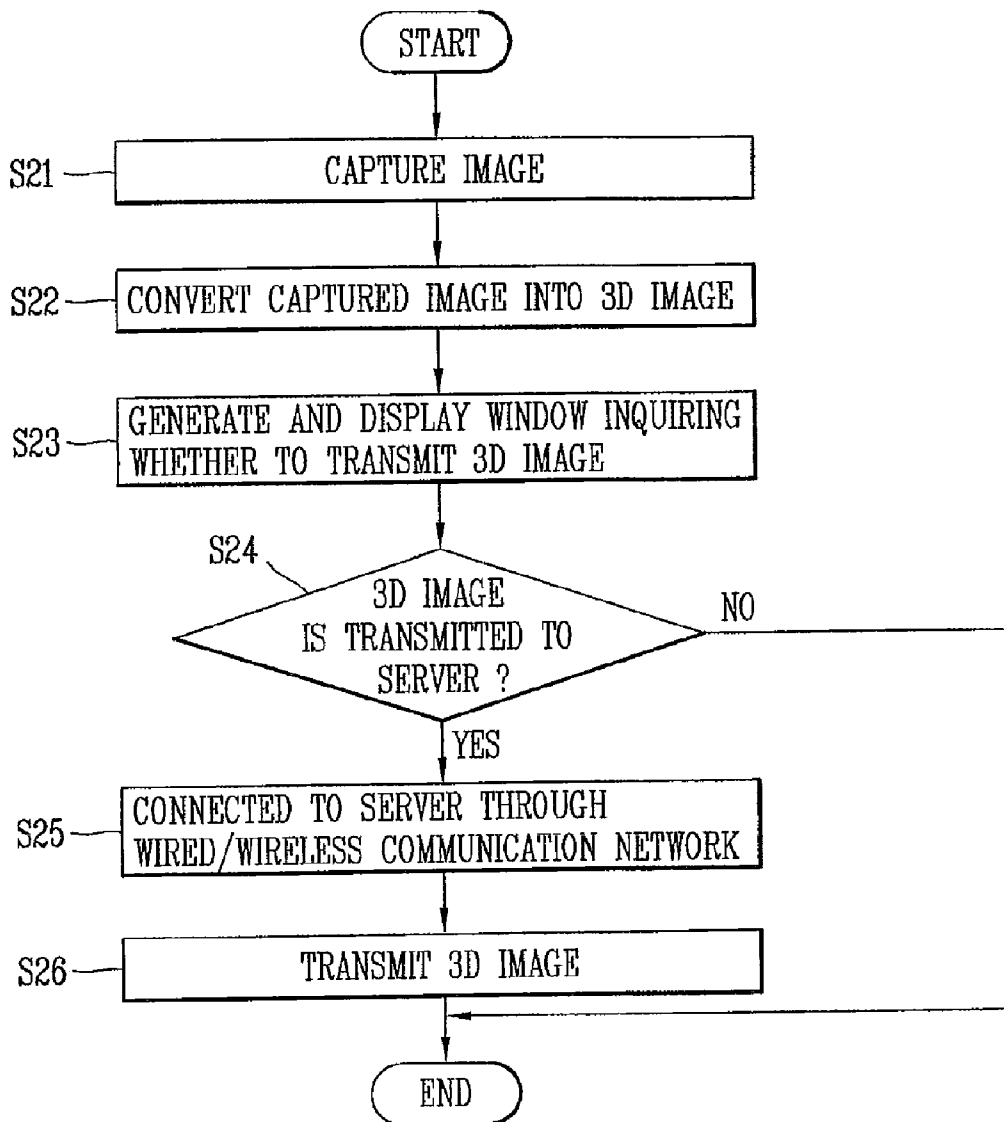 START
S21
CAPTURE IMAGE
S22
CONVERT CAPTURED IMAGE INTO 3D IMAGE
S23
GENERATE AND DISPLAY WINDOW INQUIRING
WHETHER TO TRANSMIT 3D IMAGE
S24
3D IMAGE
IS TRANSMITTED TO
SERVER ?
NO
YES
S25
CONNECTED TO SERVER THROUGH
WIRED/WIRELESS COMMUNICATION NETWORK
S26
TRANSMIT 3D IMAGE
END